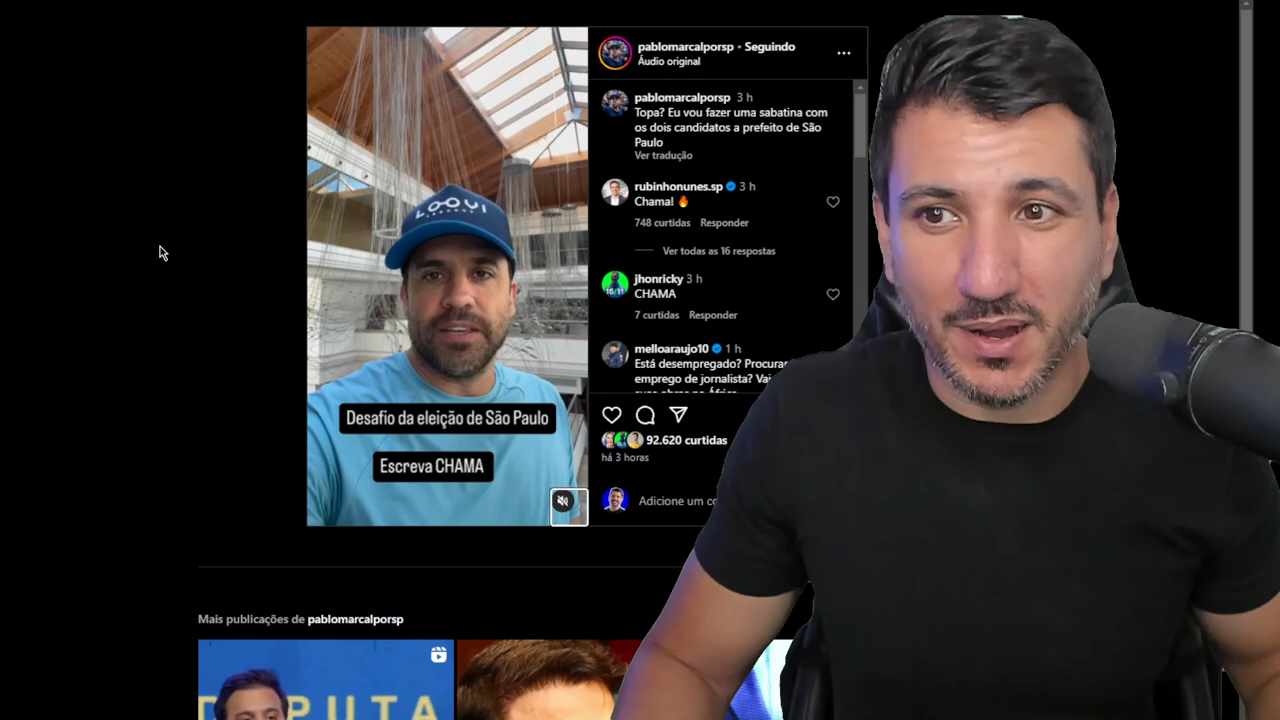 pablomarcalporsp • Seguindo
Áudio original
pablomarcalporsp 3 h
Topa? Eu vou fazer uma sabatina com
os dois candidatos a prefeito de São
Paulo
Ver tradução
rubinhonunes.sp 3 h
Chama! 🔥
748 curtidas Responder
Ver todas as 16 respostas
jhonricky 3 h
CHAMA
7 curtidas Responder
melloaraujo10 1 h
Está desempregado? Procurar
emprego de jornalista? Vai
LOOVI
Desafio da eleição de São Paulo
Escreva CHAMA
92.620 curtidas
há 3 horas
Adicione um co
Mais publicações de pablomarcalporsp
PUTA